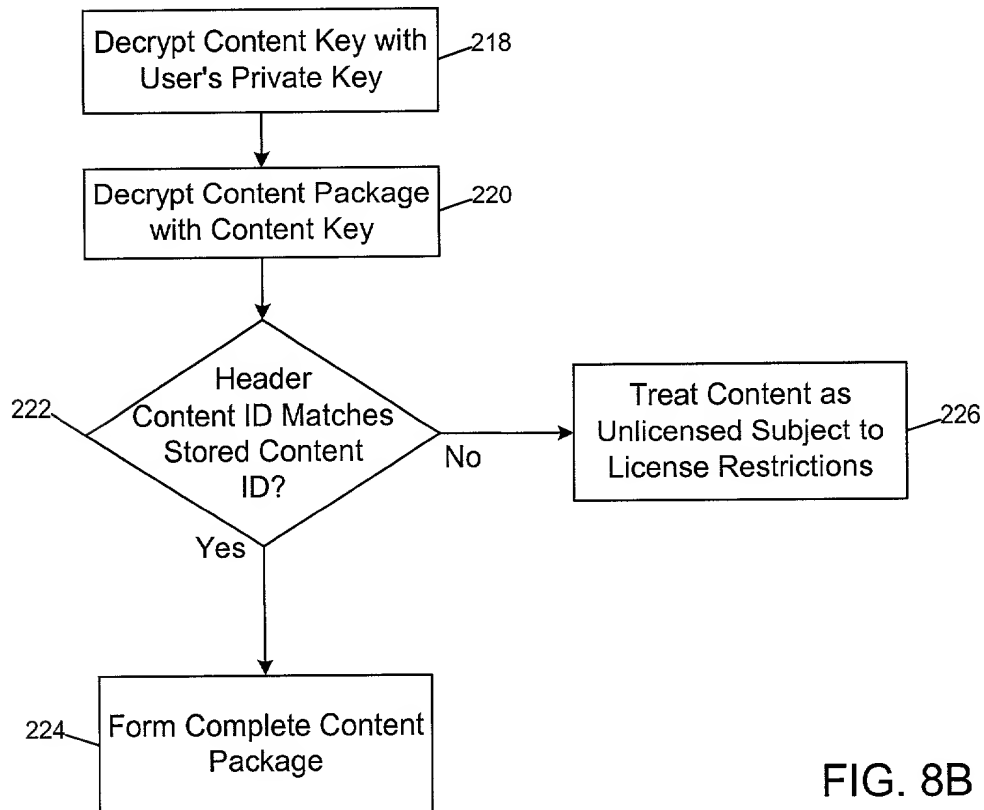 Decrypt Content Key with
User's Private Key
218
Decrypt Content Package
with Content Key
220
Header
Content ID Matches
Stored Content
ID?
222
No
Yes
Treat Content as
Unlicensed Subject to
License Restrictions
226
Form Complete Content
Package
224
FIG. 8B